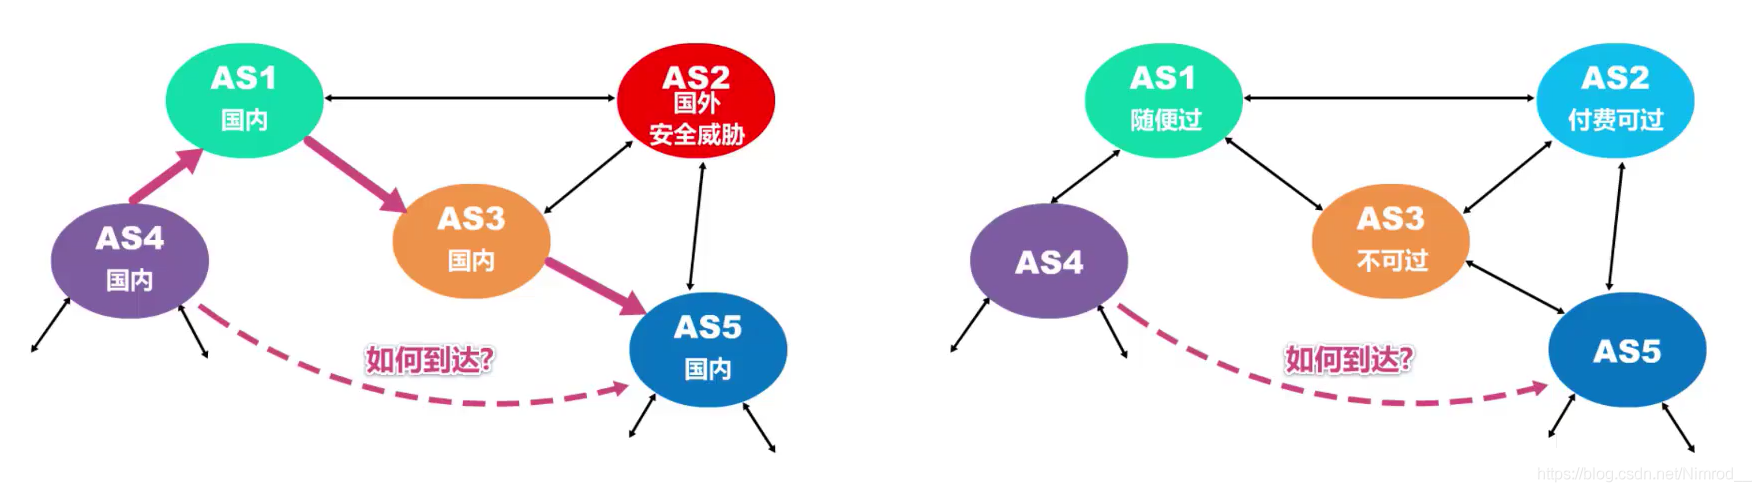 AS1
国内
AS2
国外
安全威胁
AS3
国内
AS4
国内
AS5
国内
如何到达?
AS1
随便过
AS2
付费可过
AS3
不可过
AS4
AS5
如何到达?
https://blog.csdn.net/Nimrod__